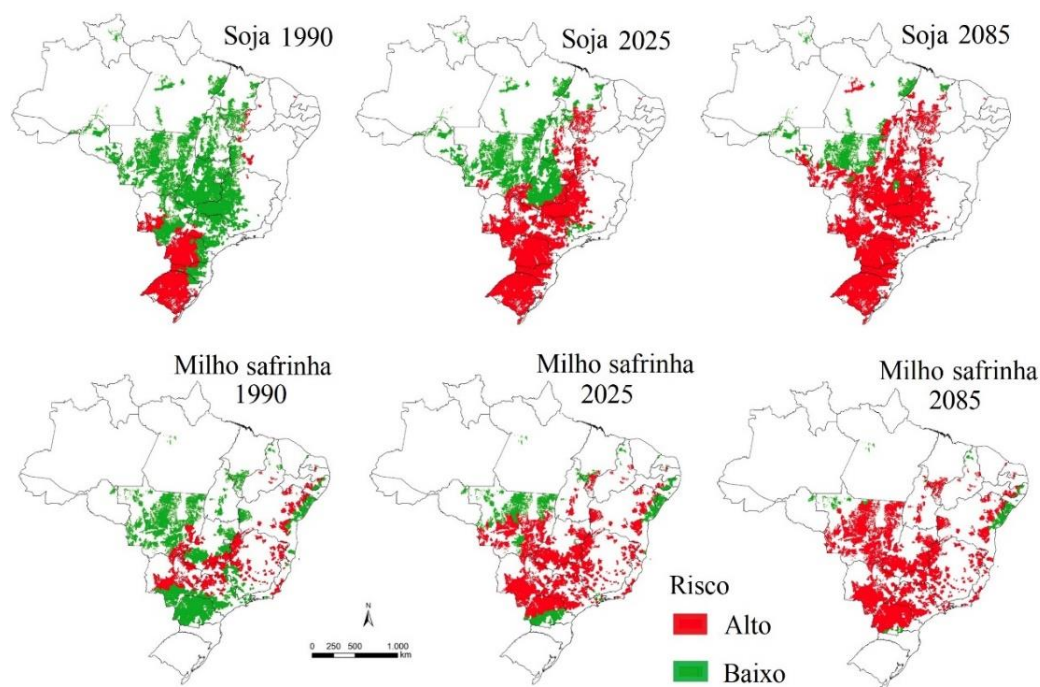 Soja 1990
Soja 2025
Soja 2085
Milho safrinha
1990
Milho safrinha
2025
Milho safrinha
2085
N
0 250 500 1.000
km
Risco
Alto
Baixo